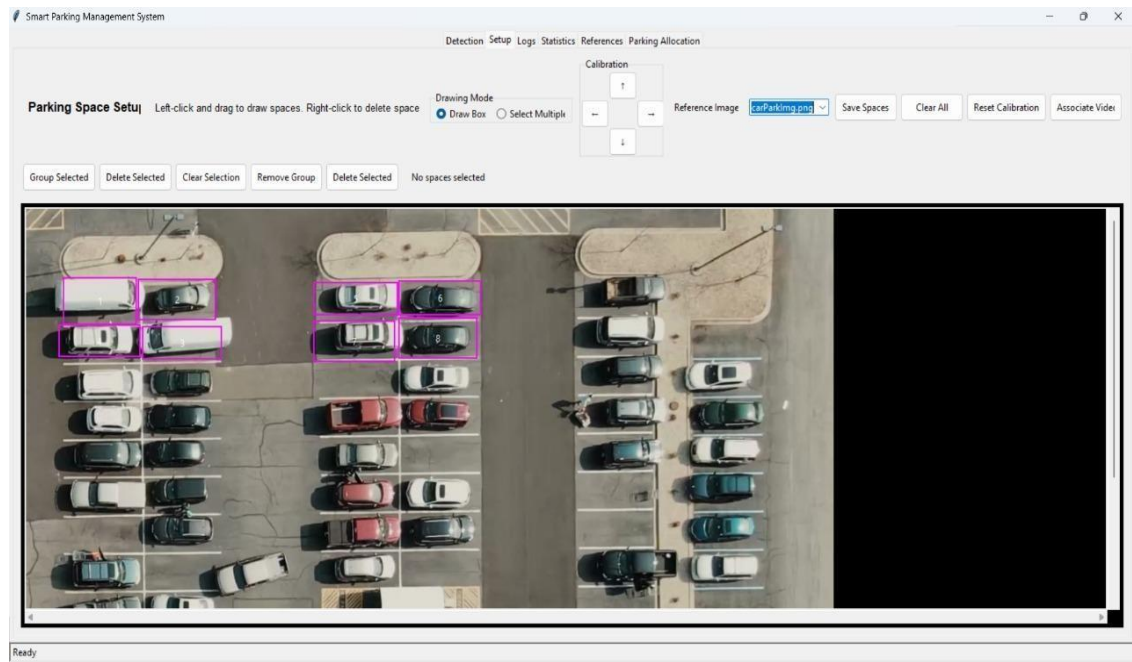 Smart Parking Management System
Detection Setup Logs Statistics References Parking Allocation
Calibration
↑
Parking Space Setu
Left-click and drag to draw spaces. Right-click to delete space
Drawing Mode
Draw Box Select Multiple
← →
Reference Image carParkImg.png Save Spaces Clear All Reset Calibration Associate Video
↓
Group Selected Delete Selected Clear Selection Remove Group Delete Selected No spaces selected
1 2 6
3 8
Ready